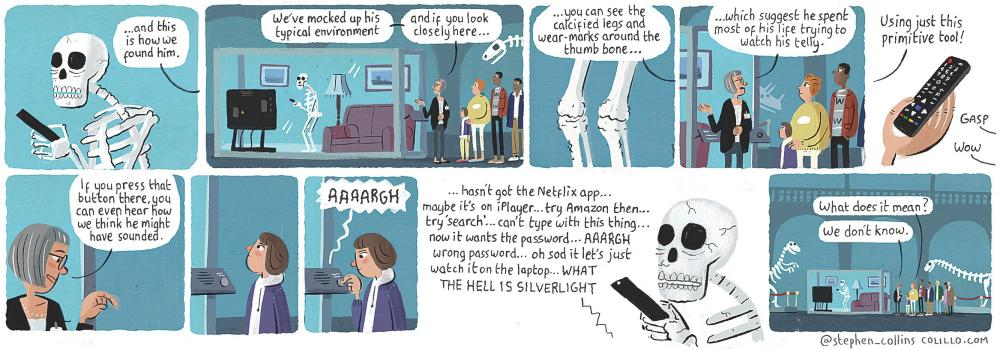 ...and this
is how we
found him.
We've mocked up his
typical environment
and if you look
closely here...
...you can see the
calcified legs and
wear-marks around the
thumb bone...
...which suggest he spent
most of his life trying to
watch his telly.
Using just this
primitive tool!
GASP
WOW
If you press that
button there, you
can even hear how
we think he might
have sounded.
AAAARGH
... hasn't got the Netflix app...
maybe it's on iPlayer... try Amazon then...
try 'search'... can't type with this thing...
now it wants the password... AAARGH
wrong password... oh sod it let's just
watch it on the laptop... WHAT
THE HELL IS SILVERLIGHT
What does it mean?
We don't know.
@stephen_collins COLILLO.COM